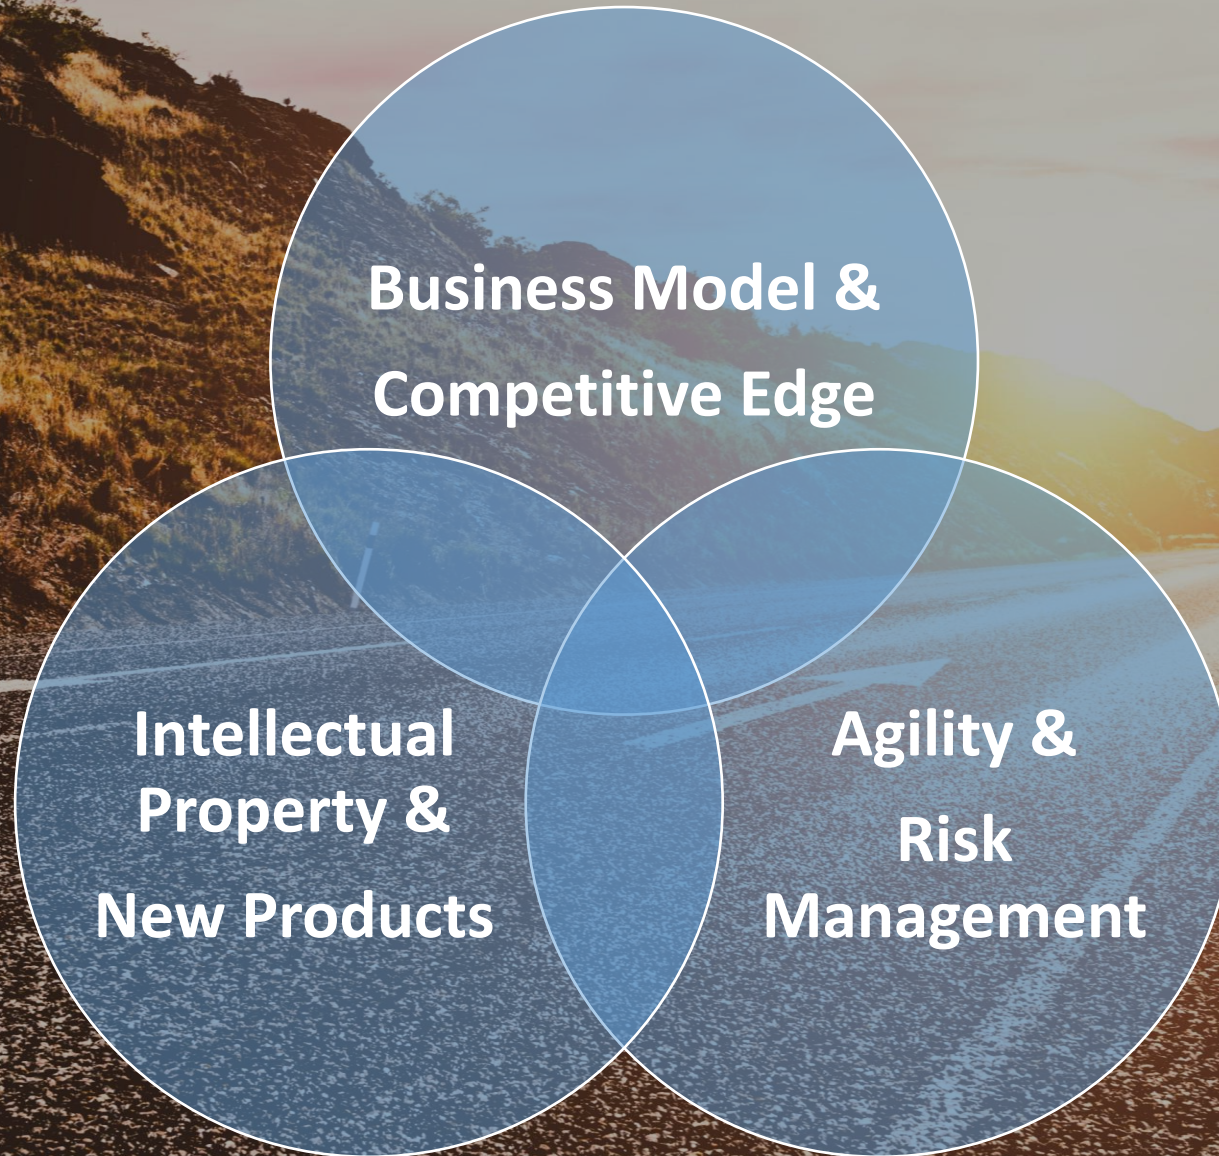 Business Model &
Competitive Edge
Intellectual
Property &
New Products
Agility &
Risk
Management